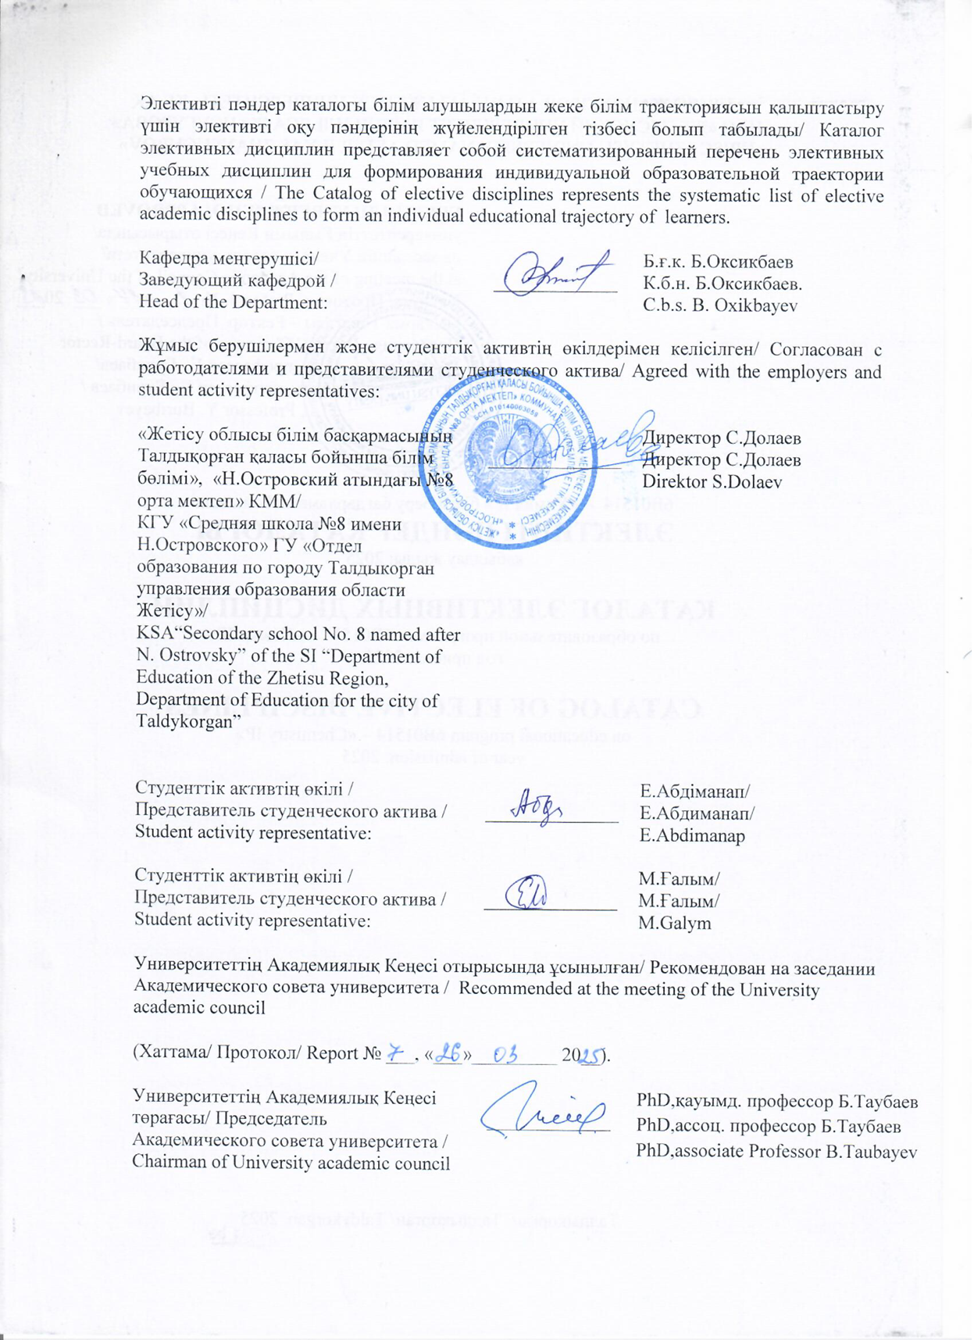 Элективті пәндер каталогы білім алушылардын жеке білім траекториясын қалыптастыру
үшін элективті оқу пәндерінің жүйелендірілген тізбесі болып табылады/ Каталог
элективных дисциплин представляет собой систематизированный перечень элективных
учебных дисциплин для формирования индивидуальной образовательной траектории
обучающихся / The Catalog of elective disciplines represents the systematic list of elective
academic disciplines to form an individual educational trajectory of learners.
Кафедра меңгерушісі/
Заведующий кафедрой /
Head of the Department:
Б.ғ.к. Б.Оксикбаев
К.б.н. Б.Оксикбаев.
C.b.s. B. Oxikbayev
Жұмыс берушілермен және студенттік активтің өкілдерімен келісілген/ Согласован с
работодателями и представителями студенческого актива/ Agreed with the employers and
student activity representatives:
«Жетісу облысы білім басқармасының
Талдықорған қаласы бойынша білім
бөлімі», «Н.Островский атындағы №8
орта мектеп» КММ/
КГУ «Средняя школа №8 имени
Н.Островского» ГУ «Отдел
образования по городу Талдыкорган
управления образования области
Жетісу»/
KSA“Secondary school No. 8 named after
N. Ostrovsky” of the SI “Department of
Education of the Zhetisu Region,
Department of Education for the city of
Taldykorgan”
Директор С.Долаев
Директор С.Долаев
Direktor S.Dolaev
Студенттік активтің өкілі /
Представитель студенческого актива /
Student activity representative:
Е.Абдіманап/
Е.Абдиманап/
E.Abdimanap
Студенттік активтің өкілі /
Представитель студенческого актива /
Student activity representative:
М.Ғалым/
М.Ғалым/
M.Galym
Университеттің Академиялық Кеңесі отырысында ұсынылған/ Рекомендован на заседании
Академического совета университета / Recommended at the meeting of the University
academic council
(Хаттама/ Протокол/ Report № 7, «26» 03 2025).
Университеттің Академиялық Кеңесі
төрағасы/ Председатель
Академического совета университета /
Chairman of University academic council
PhD,қауымд. профессор Б.Таубаев
PhD,ассоц. профессор Б.Таубаев
PhD,associate Professor B.Taubayev